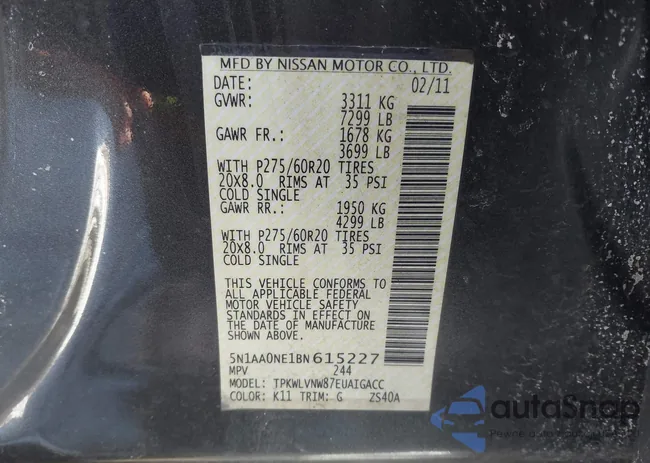 MFD BY NISSAN MOTOR CO., LTD.
DATE: 02/11
GVWR: 3311 KG
7299 LB
GAWR FR.: 1678 KG
3699 LB
WITH P275/60R20 TIRES
20X8.0 RIMS AT 35 PSI
COLD SINGLE
GAWR RR.: 1950 KG
4299 LB
WITH P275/60R20 TIRES
20X8.0 RIMS AT 35 PSI
COLD SINGLE
THIS VEHICLE CONFORMS TO
ALL APPLICABLE FEDERAL
MOTOR VEHICLE SAFETY
STANDARDS IN EFFECT ON
THE DATE OF MANUFACTURE
SHOWN ABOVE.
5N1AA0NE1BN615227
MPV 244
MODEL: TPKWLVNW87EUAIGACC
COLOR: K11 TRIM: G ZS40A
autoSnap